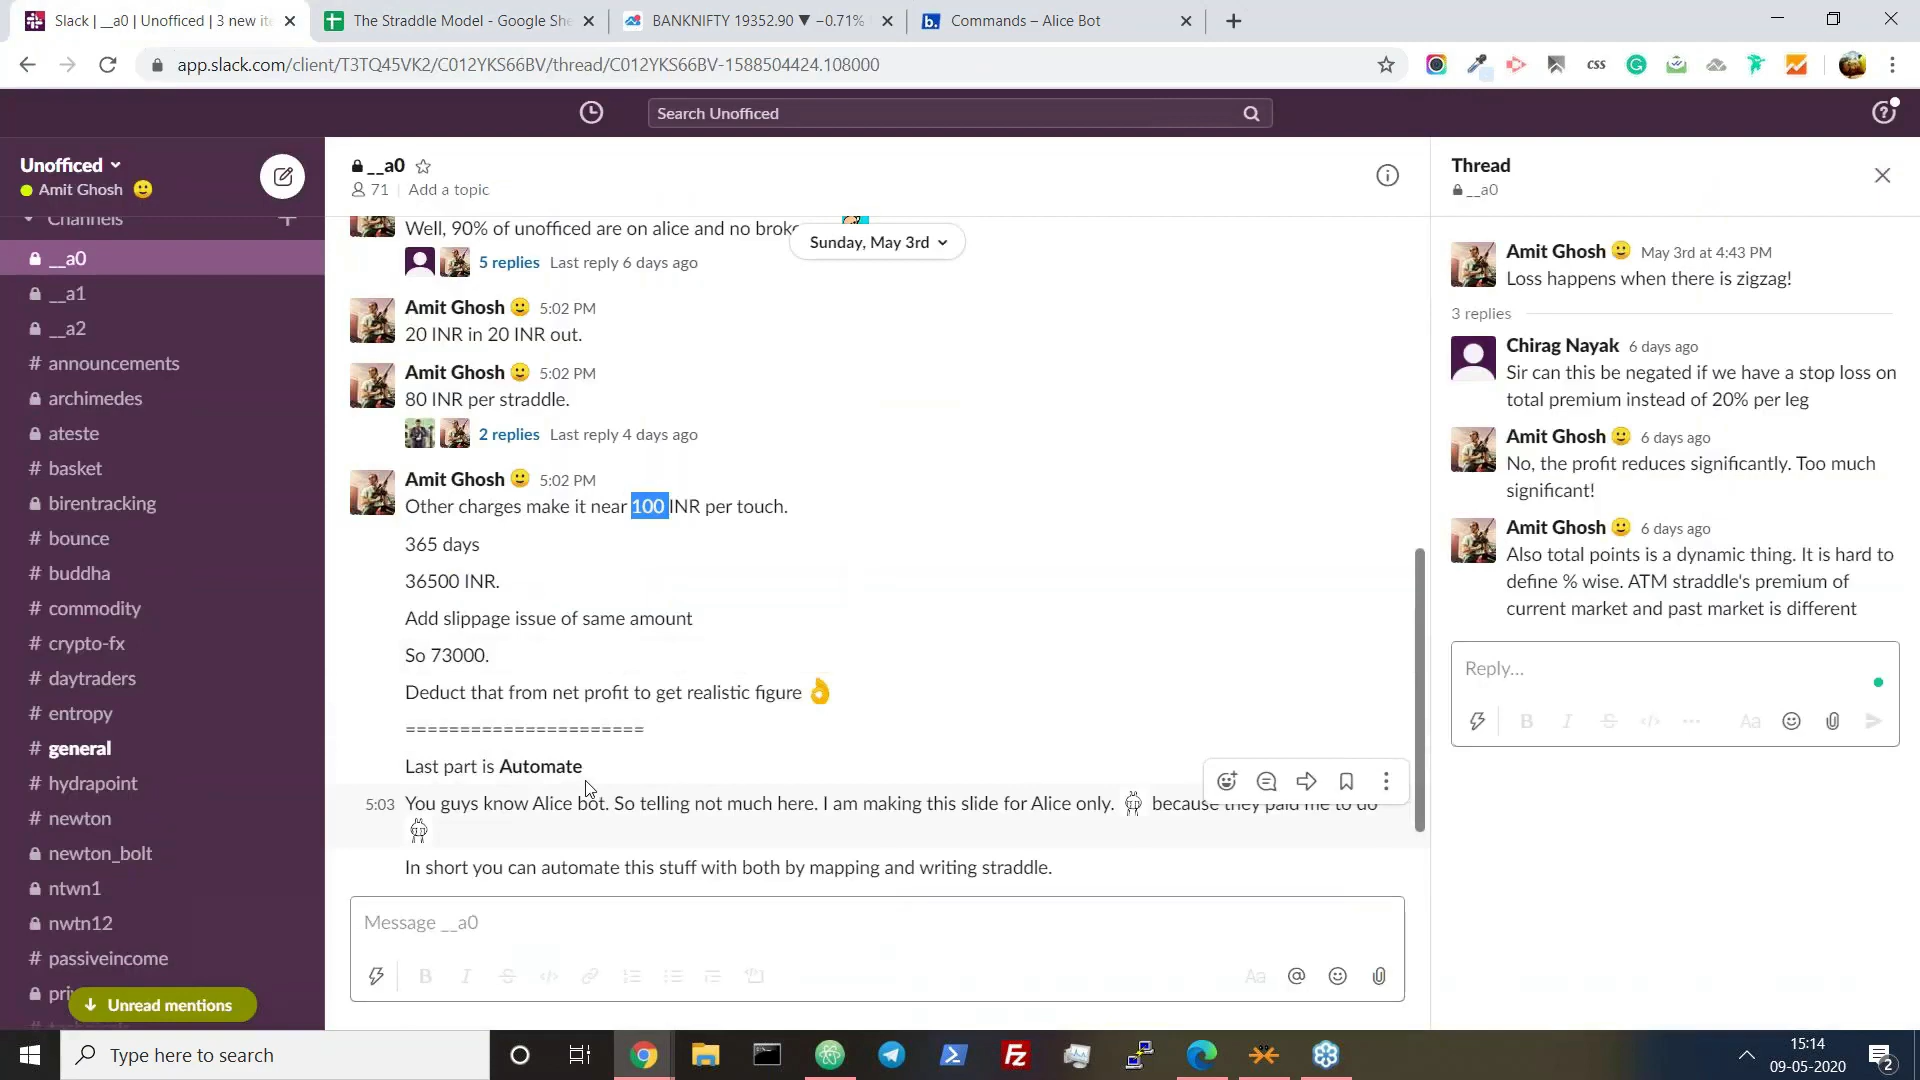 Slack | __a0 | Unofficed | 3 new ite
The Straddle Model - Google She
BANKNIFTY 19352.90 ▼ −0.71%
Commands – Alice Bot
app.slack.com/client/T3TQ45VK2/C012YKS66BV/thread/C012YKS66BV-1588504424.108000
css
Search Unofficed
Unofficed
Amit Ghosh
Channels
__a0
__a1
__a2
# announcements
archimedes
# ateste
# basket
birentracking
# bounce
# buddha
# commodity
# crypto-fx
# daytraders
# entropy
# general
# hydrapoint
# newton
newton_bolt
ntwn1
nwtn12
# passiveincome
Unread mentions
__a0
71 | Add a topic
Sunday, May 3rd
Well, 90% of unofficed are on alice and no broke
5 replies Last reply 6 days ago
Amit Ghosh 5:02 PM
20 INR in 20 INR out.
Amit Ghosh 5:02 PM
80 INR per straddle.
2 replies Last reply 4 days ago
Amit Ghosh 5:02 PM
Other charges make it near 100 INR per touch.
365 days
36500 INR.
Add slippage issue of same amount
So 73000.
Deduct that from net profit to get realistic figure 👌
======================
Last part is Automate
5:03 You guys know Alice bot. So telling not much here. I am making this slide for Alice only. because they paid me to do
In short you can automate this stuff with both by mapping and writing straddle.
Message __a0
Aa
Thread
__a0
Amit Ghosh May 3rd at 4:43 PM
Loss happens when there is zigzag!
3 replies
Chirag Nayak 6 days ago
Sir can this be negated if we have a stop loss on
total premium instead of 20% per leg
Amit Ghosh 6 days ago
No, the profit reduces significantly. Too much
significant!
Amit Ghosh 6 days ago
Also total points is a dynamic thing. It is hard to
define % wise. ATM straddle's premium of
current market and past market is different
Reply...
Aa
Type here to search
15:14
09-05-2020
2